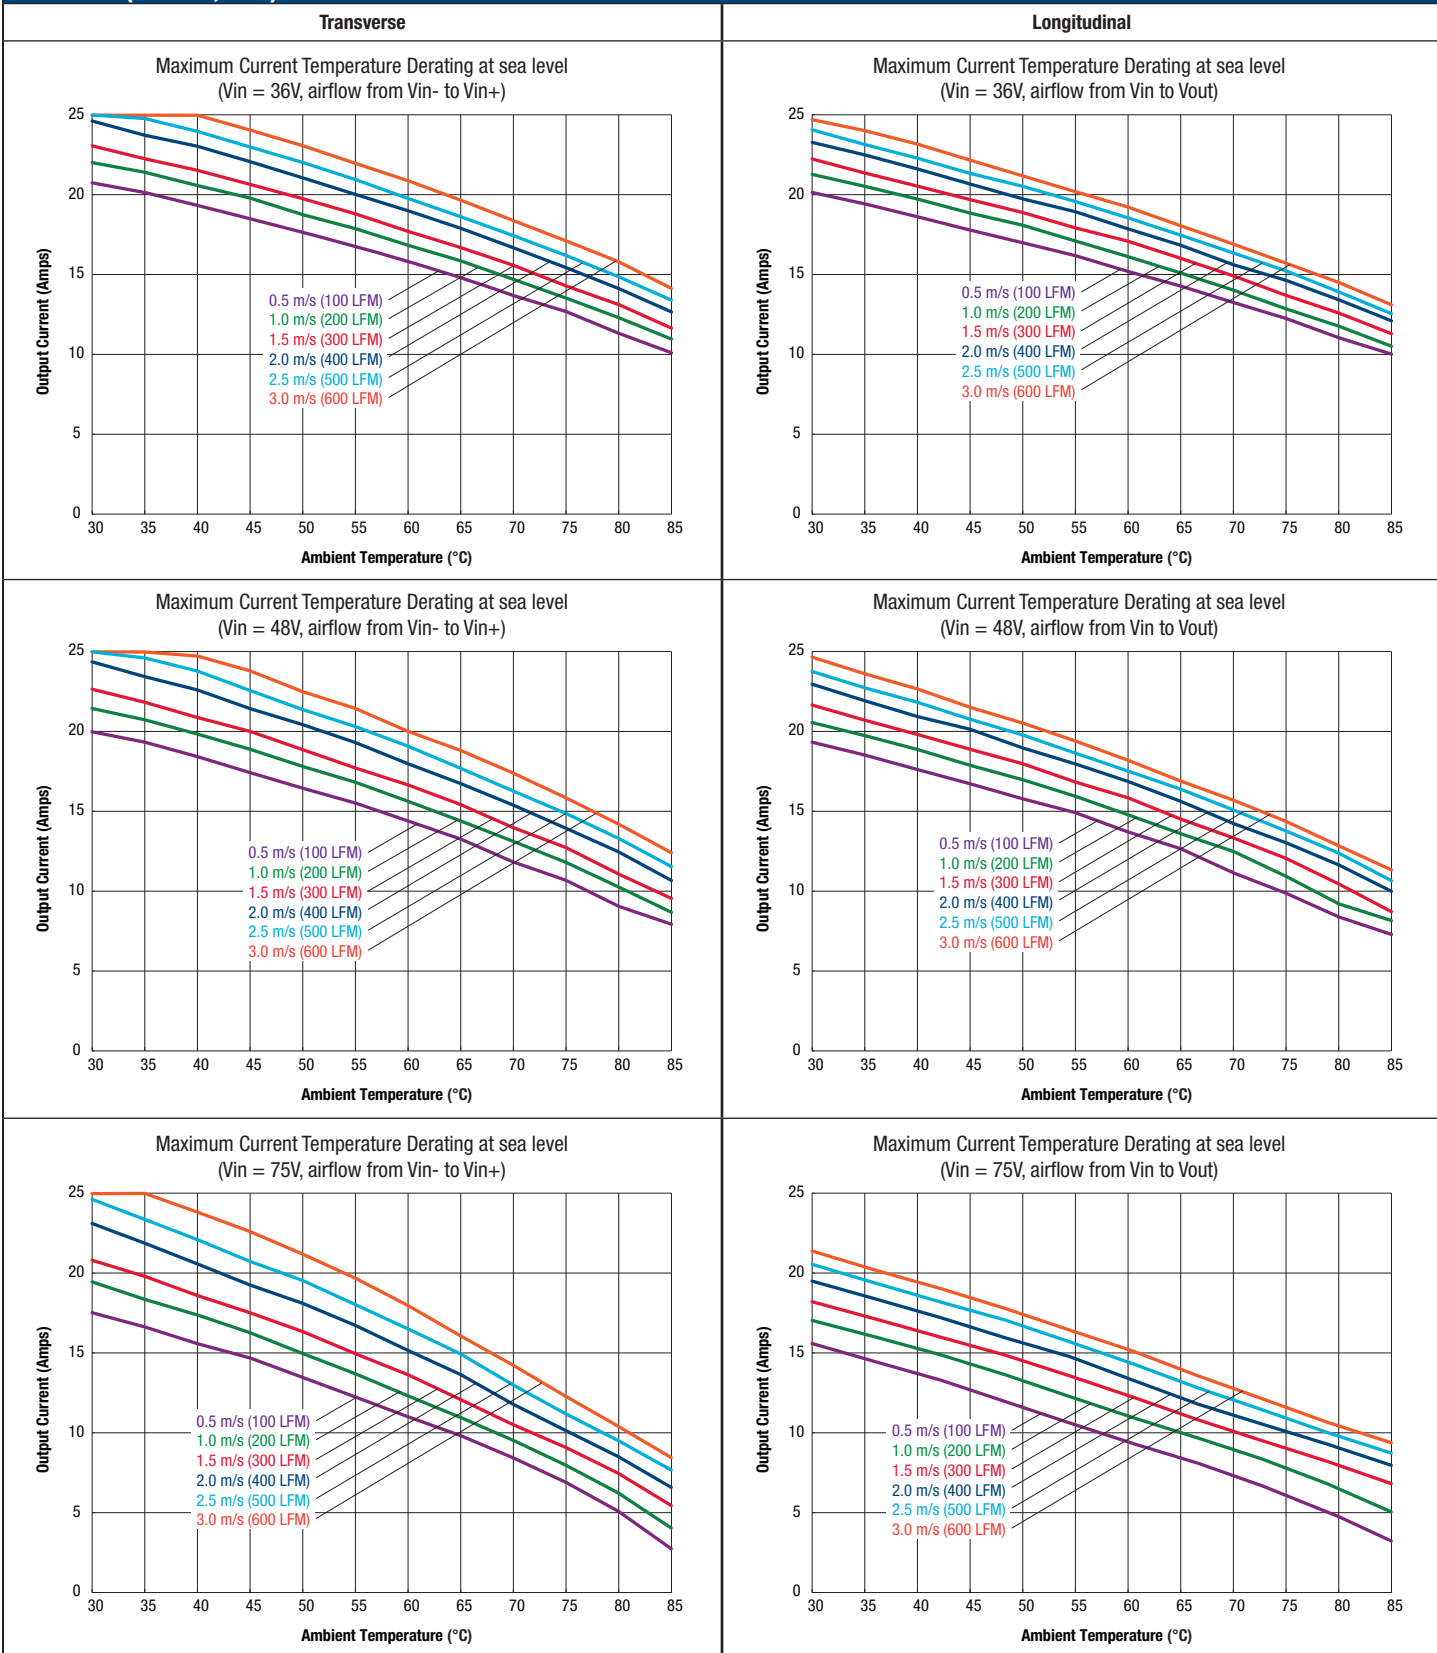 Transverse
Longitudinal
Maximum Current Temperature Derating at sea level
(Vin = 36V, airflow from Vin- to Vin+)
25
20
15
10
5
0
Output Current (Amps)
0.5 m/s (100 LFM)
1.0 m/s (200 LFM)
1.5 m/s (300 LFM)
2.0 m/s (400 LFM)
2.5 m/s (500 LFM)
3.0 m/s (600 LFM)
30 35 40 45 50 55 60 65 70 75 80 85
Ambient Temperature (°C)
Maximum Current Temperature Derating at sea level
(Vin = 36V, airflow from Vin to Vout)
25
20
15
10
5
0
Output Current (Amps)
0.5 m/s (100 LFM)
1.0 m/s (200 LFM)
1.5 m/s (300 LFM)
2.0 m/s (400 LFM)
2.5 m/s (500 LFM)
3.0 m/s (600 LFM)
30 35 40 45 50 55 60 65 70 75 80 85
Ambient Temperature (°C)
Maximum Current Temperature Derating at sea level
(Vin = 48V, airflow from Vin- to Vin+)
25
20
15
10
5
0
Output Current (Amps)
0.5 m/s (100 LFM)
1.0 m/s (200 LFM)
1.5 m/s (300 LFM)
2.0 m/s (400 LFM)
2.5 m/s (500 LFM)
3.0 m/s (600 LFM)
30 35 40 45 50 55 60 65 70 75 80 85
Ambient Temperature (°C)
Maximum Current Temperature Derating at sea level
(Vin = 48V, airflow from Vin to Vout)
25
20
15
10
5
0
Output Current (Amps)
0.5 m/s (100 LFM)
1.0 m/s (200 LFM)
1.5 m/s (300 LFM)
2.0 m/s (400 LFM)
2.5 m/s (500 LFM)
3.0 m/s (600 LFM)
30 35 40 45 50 55 60 65 70 75 80 85
Ambient Temperature (°C)
Maximum Current Temperature Derating at sea level
(Vin = 75V, airflow from Vin- to Vin+)
25
20
15
10
5
0
Output Current (Amps)
0.5 m/s (100 LFM)
1.0 m/s (200 LFM)
1.5 m/s (300 LFM)
2.0 m/s (400 LFM)
2.5 m/s (500 LFM)
3.0 m/s (600 LFM)
30 35 40 45 50 55 60 65 70 75 80 85
Ambient Temperature (°C)
Maximum Current Temperature Derating at sea level
(Vin = 75V, airflow from Vin to Vout)
25
20
15
10
5
0
Output Current (Amps)
0.5 m/s (100 LFM)
1.0 m/s (200 LFM)
1.5 m/s (300 LFM)
2.0 m/s (400 LFM)
2.5 m/s (500 LFM)
3.0 m/s (600 LFM)
30 35 40 45 50 55 60 65 70 75 80 85
Ambient Temperature (°C)